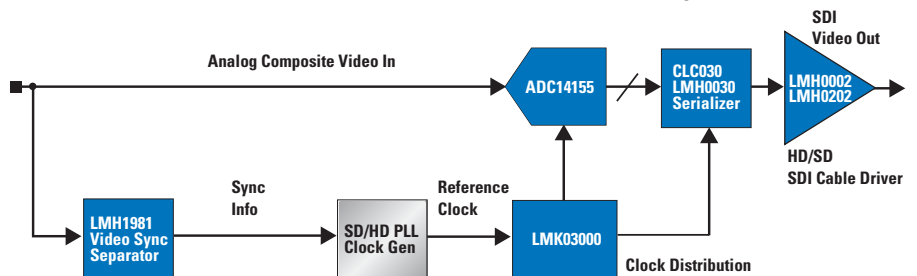 SDI
Video Out
Analog Composite Video In
ADC14155
CLC030
LMH0030
Serializer
LMH0002
LMH0202
HD/SD
SDI Cable Driver
Sync
Info
Reference
Clock
LMH1981
Video Sync
Separator
SD/HD PLL
Clock Gen
LMK03000
Clock Distribution